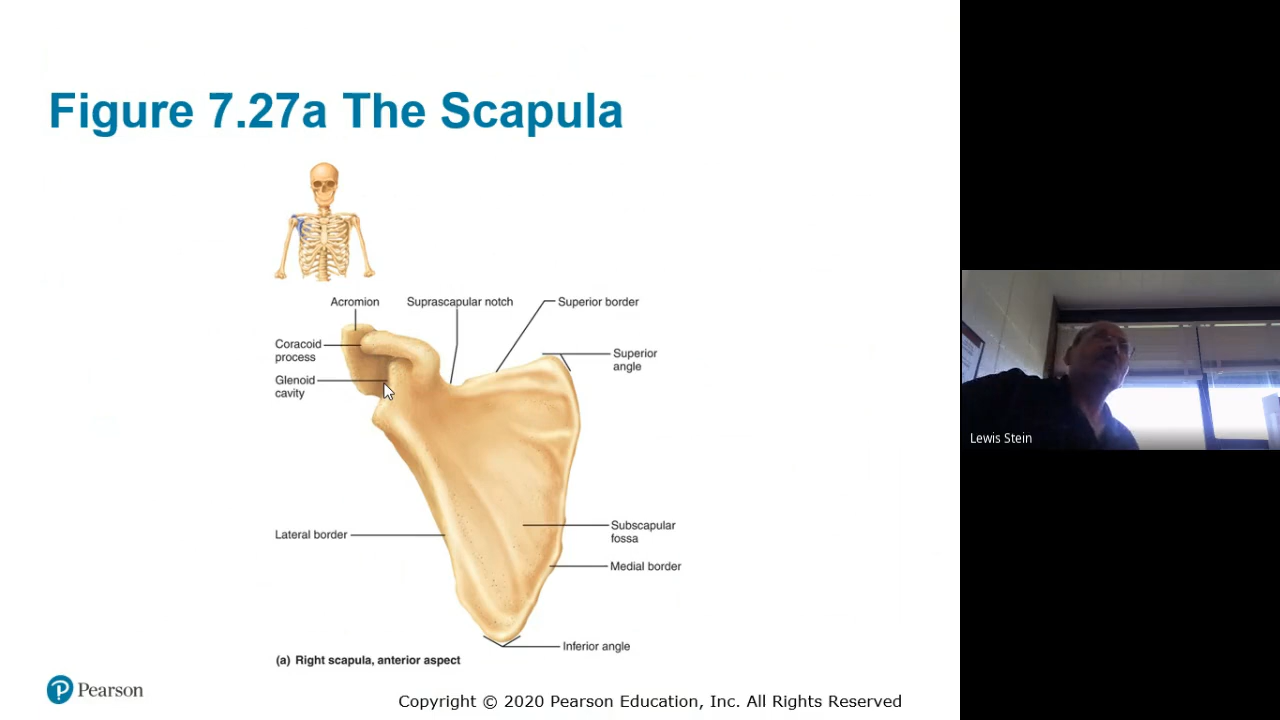 Figure 7.27a The Scapula
Acromion
Suprascapular notch
Superior border
Coracoid
process
Superior
angle
Glenoid
cavity
Lateral border
Subscapular
fossa
Medial border
Inferior angle
(a) Right scapula, anterior aspect
Pearson
Copyright © 2020 Pearson Education, Inc. All Rights Reserved
Lewis Stein